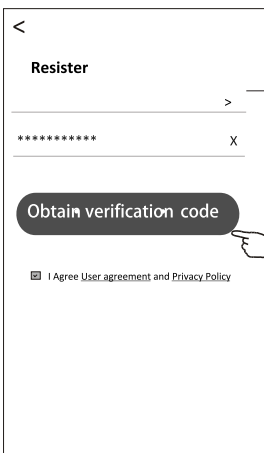 <
Resister
>
*********** X
Obtain verification code
I Agree User agreement and Privacy Policy